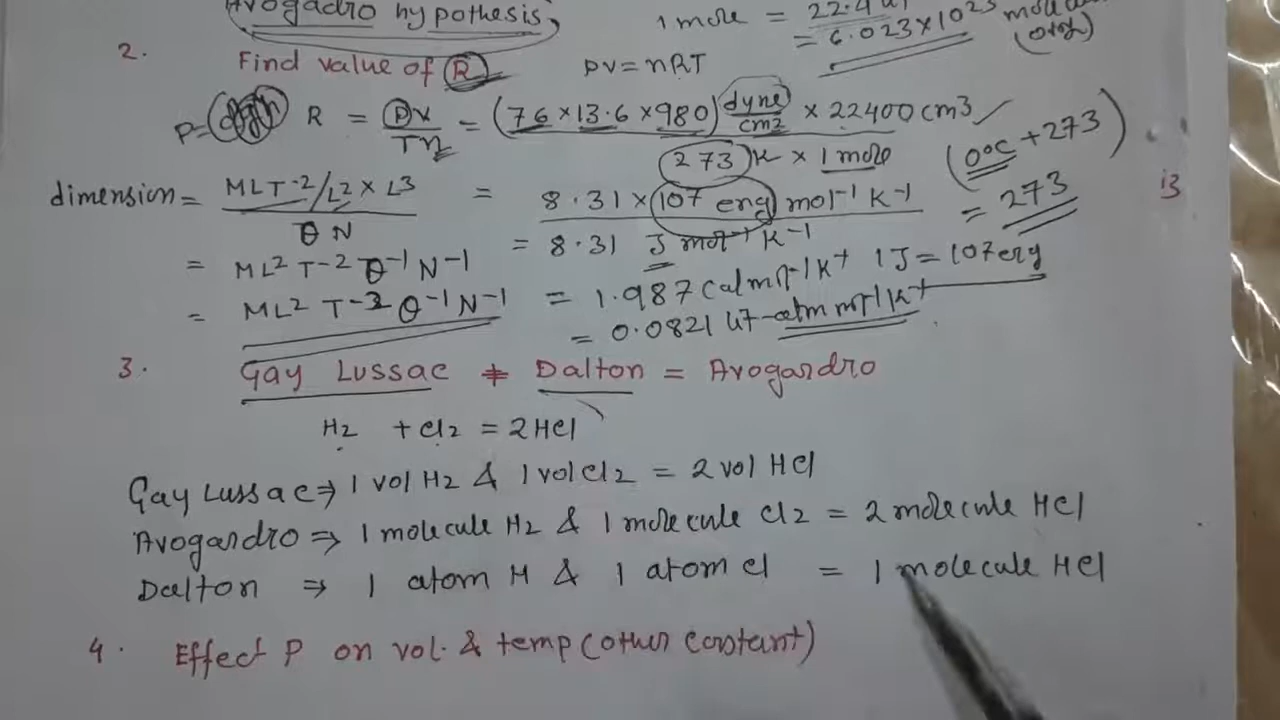 Avogadro hypothesis,
1 mole = 22.4 lit
= 6.023×10²³ molecule
2. Find value of R PV=nRT
P= R = PV/Tn = (76×13.6×980) dyne/cm2 × 22400 cm3
273 K × 1 mole (0°C + 273)
dimension = MLT-2/L2 × L3 / θ N = 8.31×107 eng mol-1 K-1 = 273
= ML2 T-2 θ-1 N-1 = 8.31 J mol-1 K-1
1J = 107 erg
= ML2 T-2 θ-1 N-1 = 1.987 Cal mol-1 K-1
= 0.0821 lit-atm mol-1 K-1
3. Gay Lussac + Dalton = Avogardro
H2 + Cl2 = 2HCl
Gay Lussac ⇒ 1 vol H2 & 1 vol Cl2 = 2 vol HCl
Avogardro ⇒ 1 molecule H2 & 1 molecule Cl2 = 2 molecule HCl
Dalton ⇒ 1 atom H & 1 atom Cl = 1 molecule HCl
4. Effect P on vol. & temp (other constant)